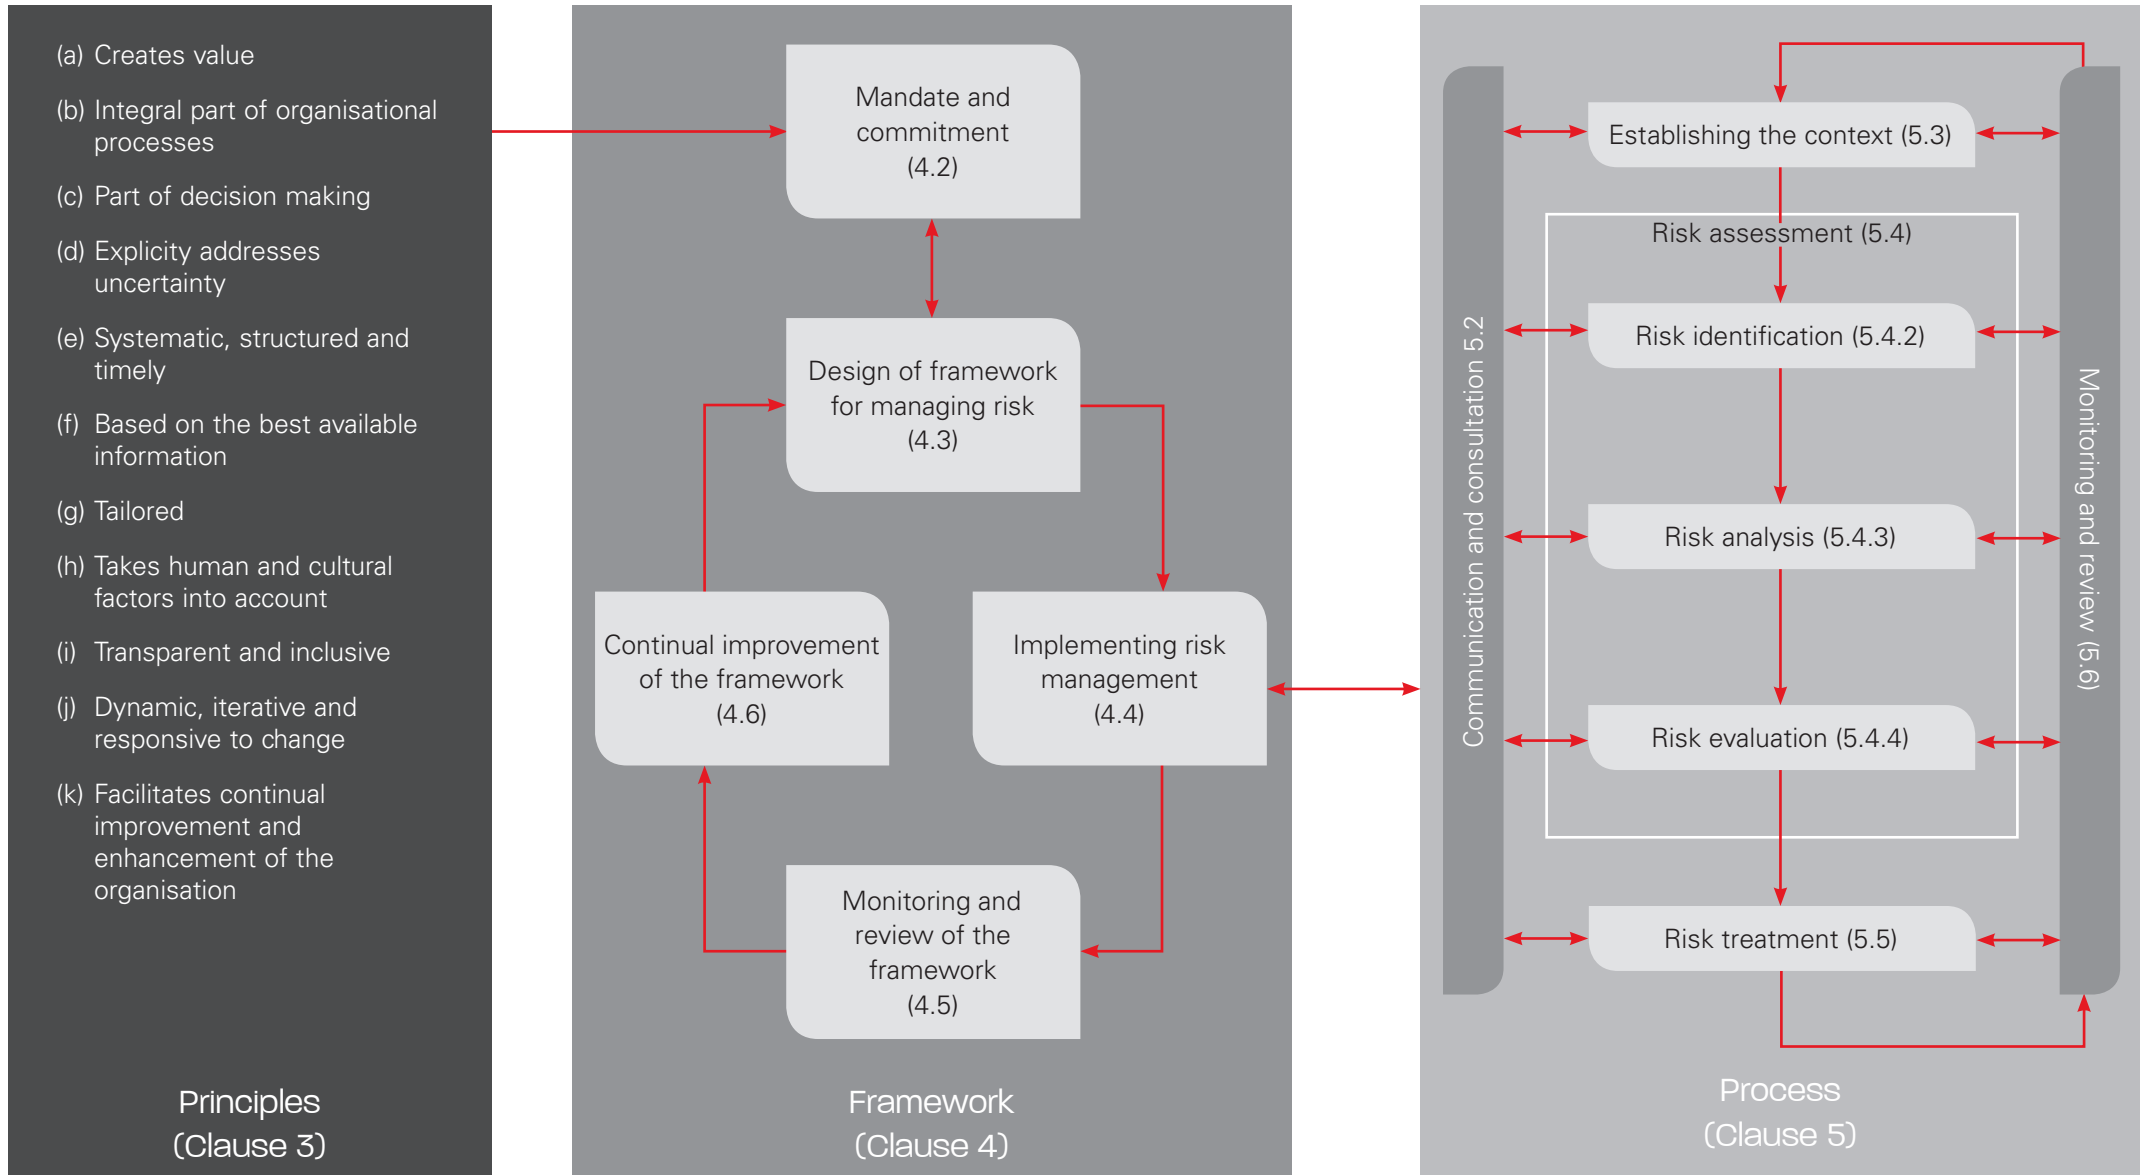 (a) Creates value
(b) Integral part of organisational
processes
(c) Part of decision making
(d) Explicity addresses
uncertainty
(e) Systematic, structured and
timely
(f) Based on the best available
information
(g) Tailored
(h) Takes human and cultural
factors into account
(i) Transparent and inclusive
(j) Dynamic, iterative and
responsive to change
(k) Facilitates continual
improvement and
enhancement of the
organisation
Principles
(Clause 3)
Mandate and
commitment
(4.2)
Design of framework
for managing risk
(4.3)
Continual improvement
of the framework
(4.6)
Implementing risk
management
(4.4)
Monitoring and
review of the
framework
(4.5)
Framework
(Clause 4)
Communication and consultation 5.2
Establishing the context (5.3)
Risk assessment (5.4)
Risk identification (5.4.2)
Risk analysis (5.4.3)
Risk evaluation (5.4.4)
Risk treatment (5.5)
Monitoring and review (5.6)
Process
(Clause 5)